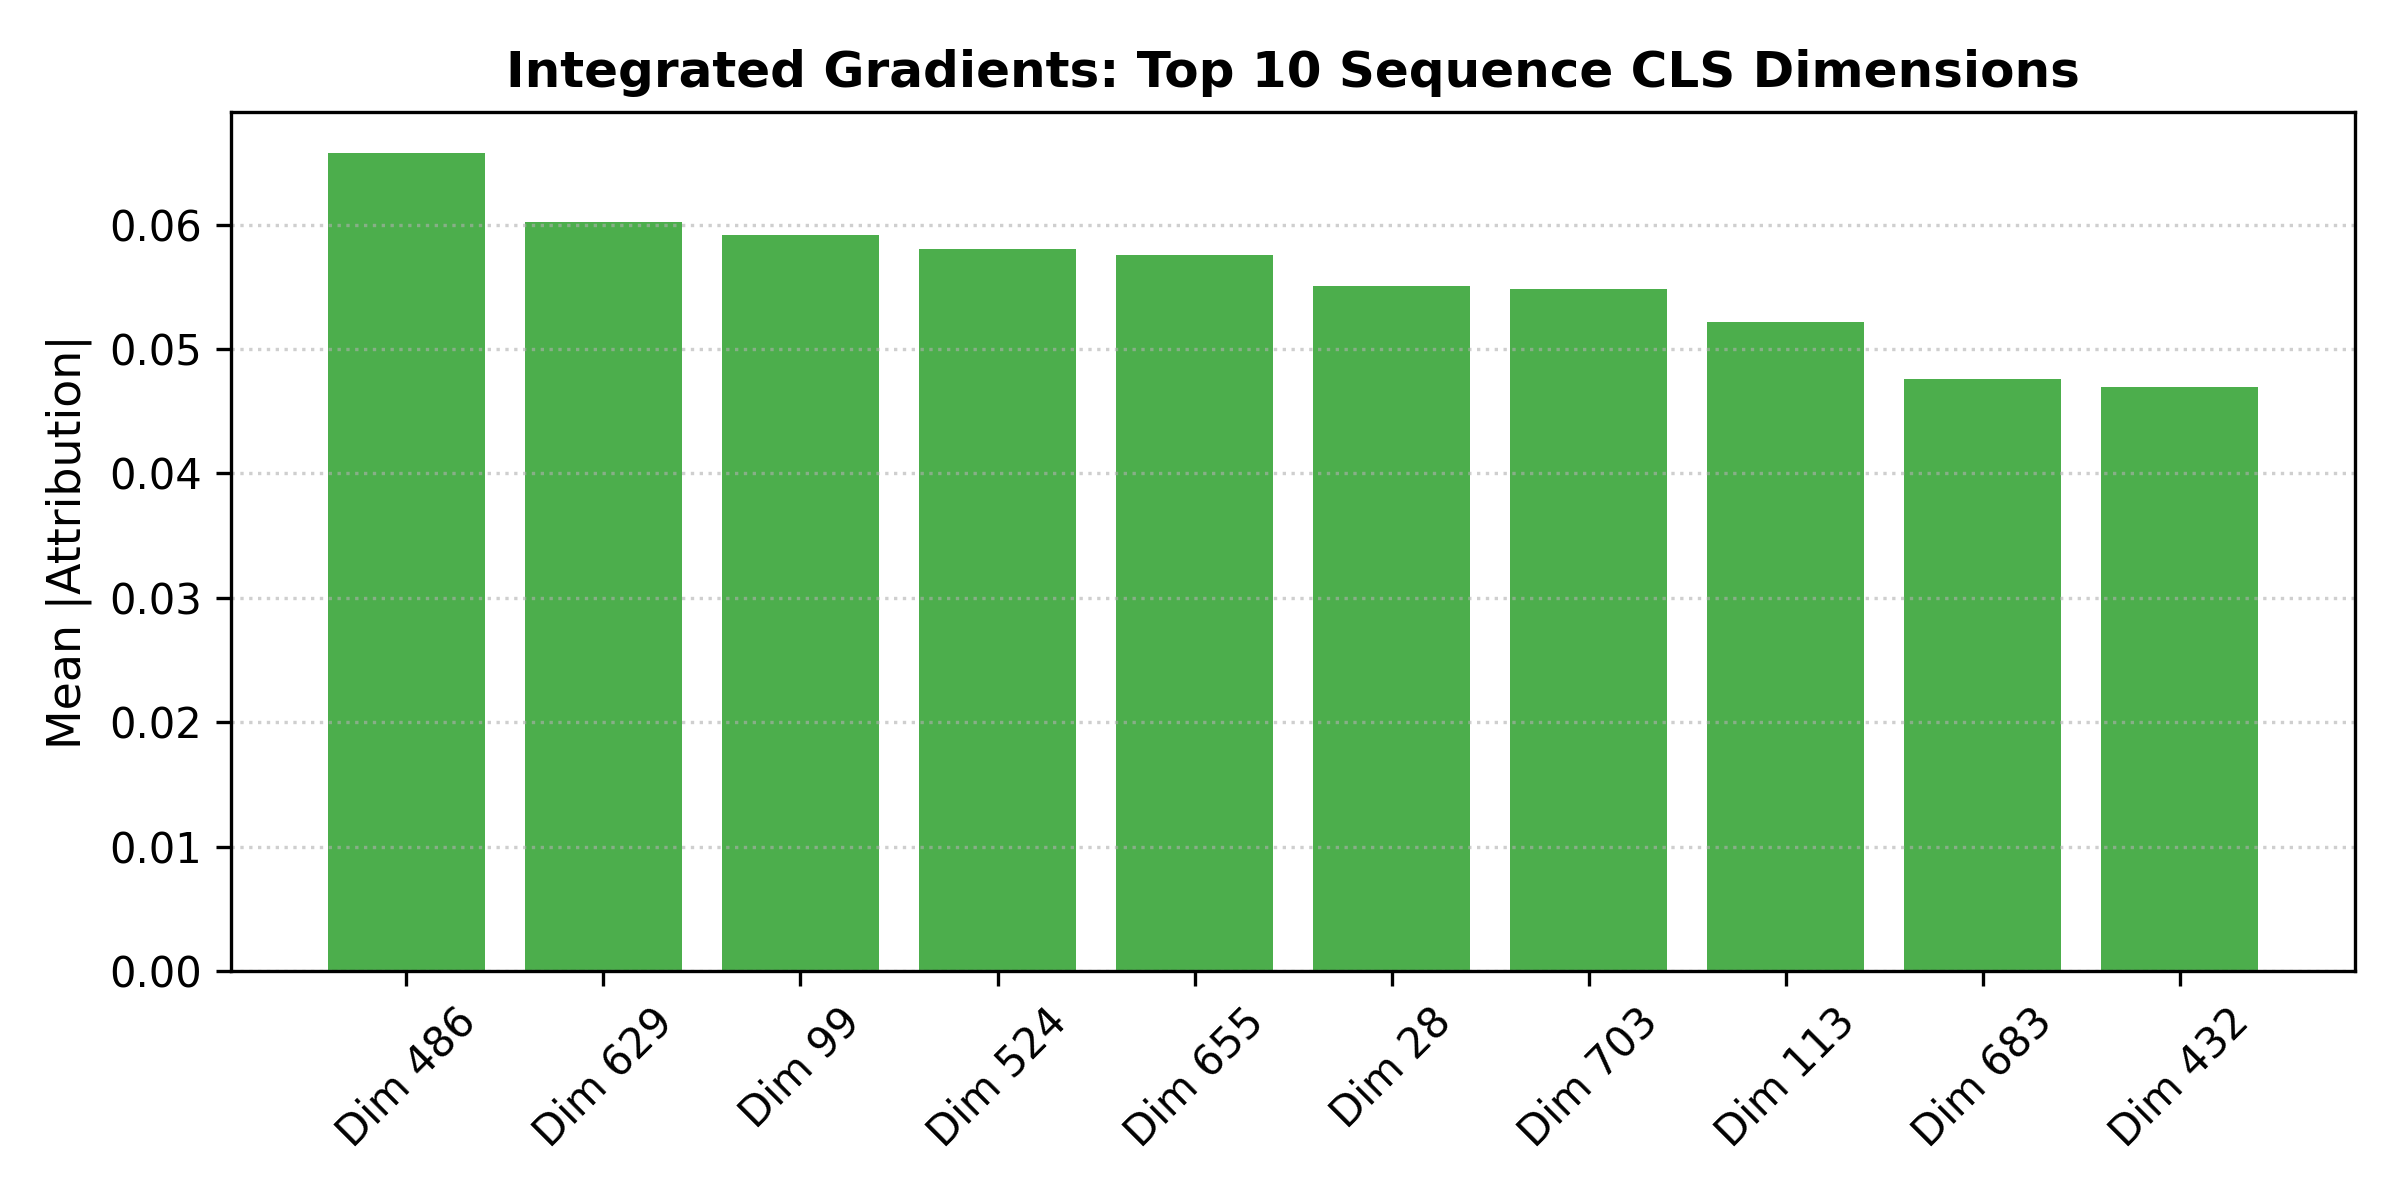 Integrated Gradients: Top 10 Sequence CLS Dimensions
Mean |Attribution|
0.06
0.05
0.04
0.03
0.02
0.01
0.00
Dim 486
Dim 629
Dim 99
Dim 524
Dim 655
Dim 28
Dim 703
Dim 113
Dim 683
Dim 432